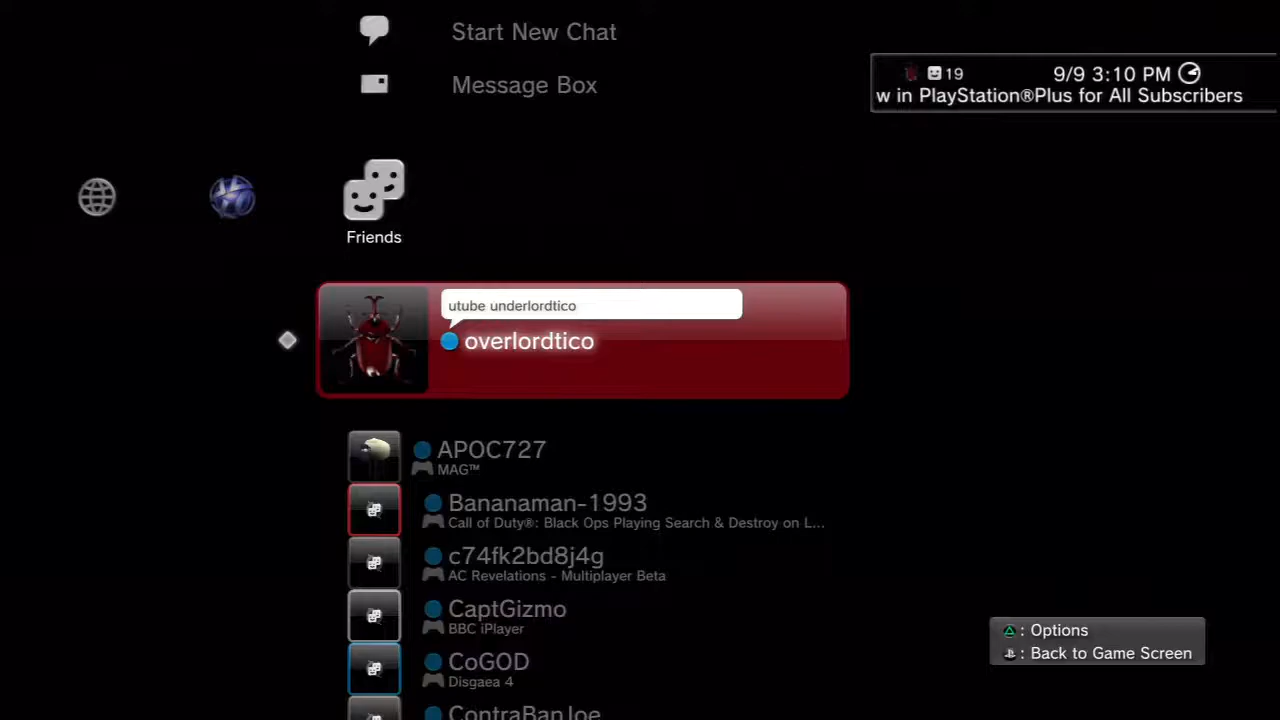 Start New Chat
Message Box
19 9/9 3:10 PM
w in PlayStation®Plus for All Subscribers
Friends
utube underlordtico
overlordtico
APOC727
MAG™
Bananaman-1993
Call of Duty®: Black Ops Playing Search & Destroy on L...
c74fk2bd8j4g
AC Revelations - Multiplayer Beta
CaptGizmo
BBC iPlayer
CoGOD
Disgaea 4
ContraBanJoe
: Options
: Back to Game Screen